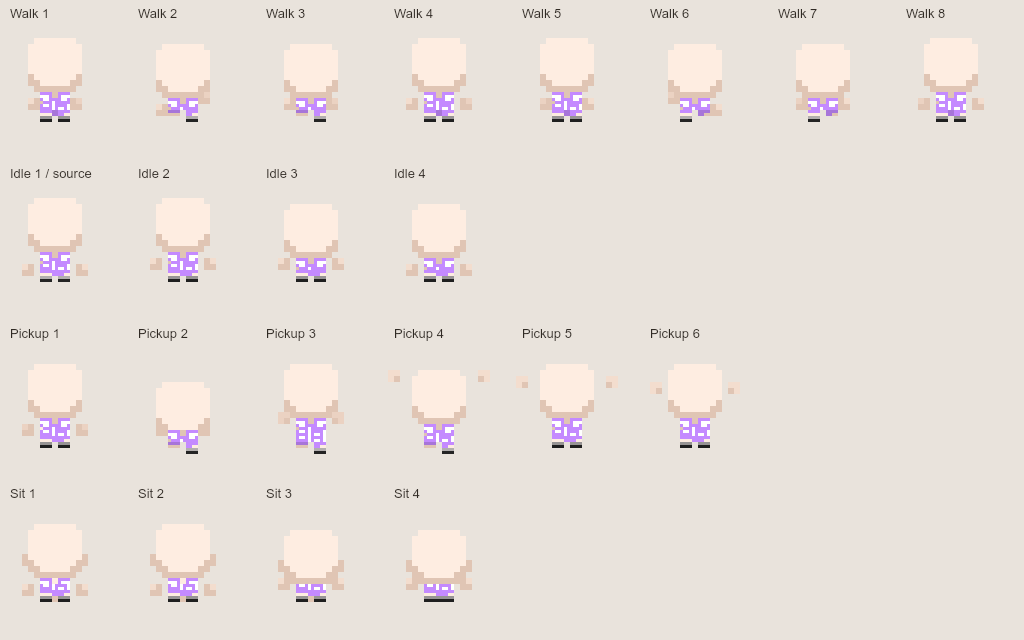 Walk 1 Walk 2 Walk 3 Walk 4 Walk 5 Walk 6 Walk 7 Walk 8
Idle 1 / source Idle 2 Idle 3 Idle 4
Pickup 1 Pickup 2 Pickup 3 Pickup 4 Pickup 5 Pickup 6
Sit 1 Sit 2 Sit 3 Sit 4